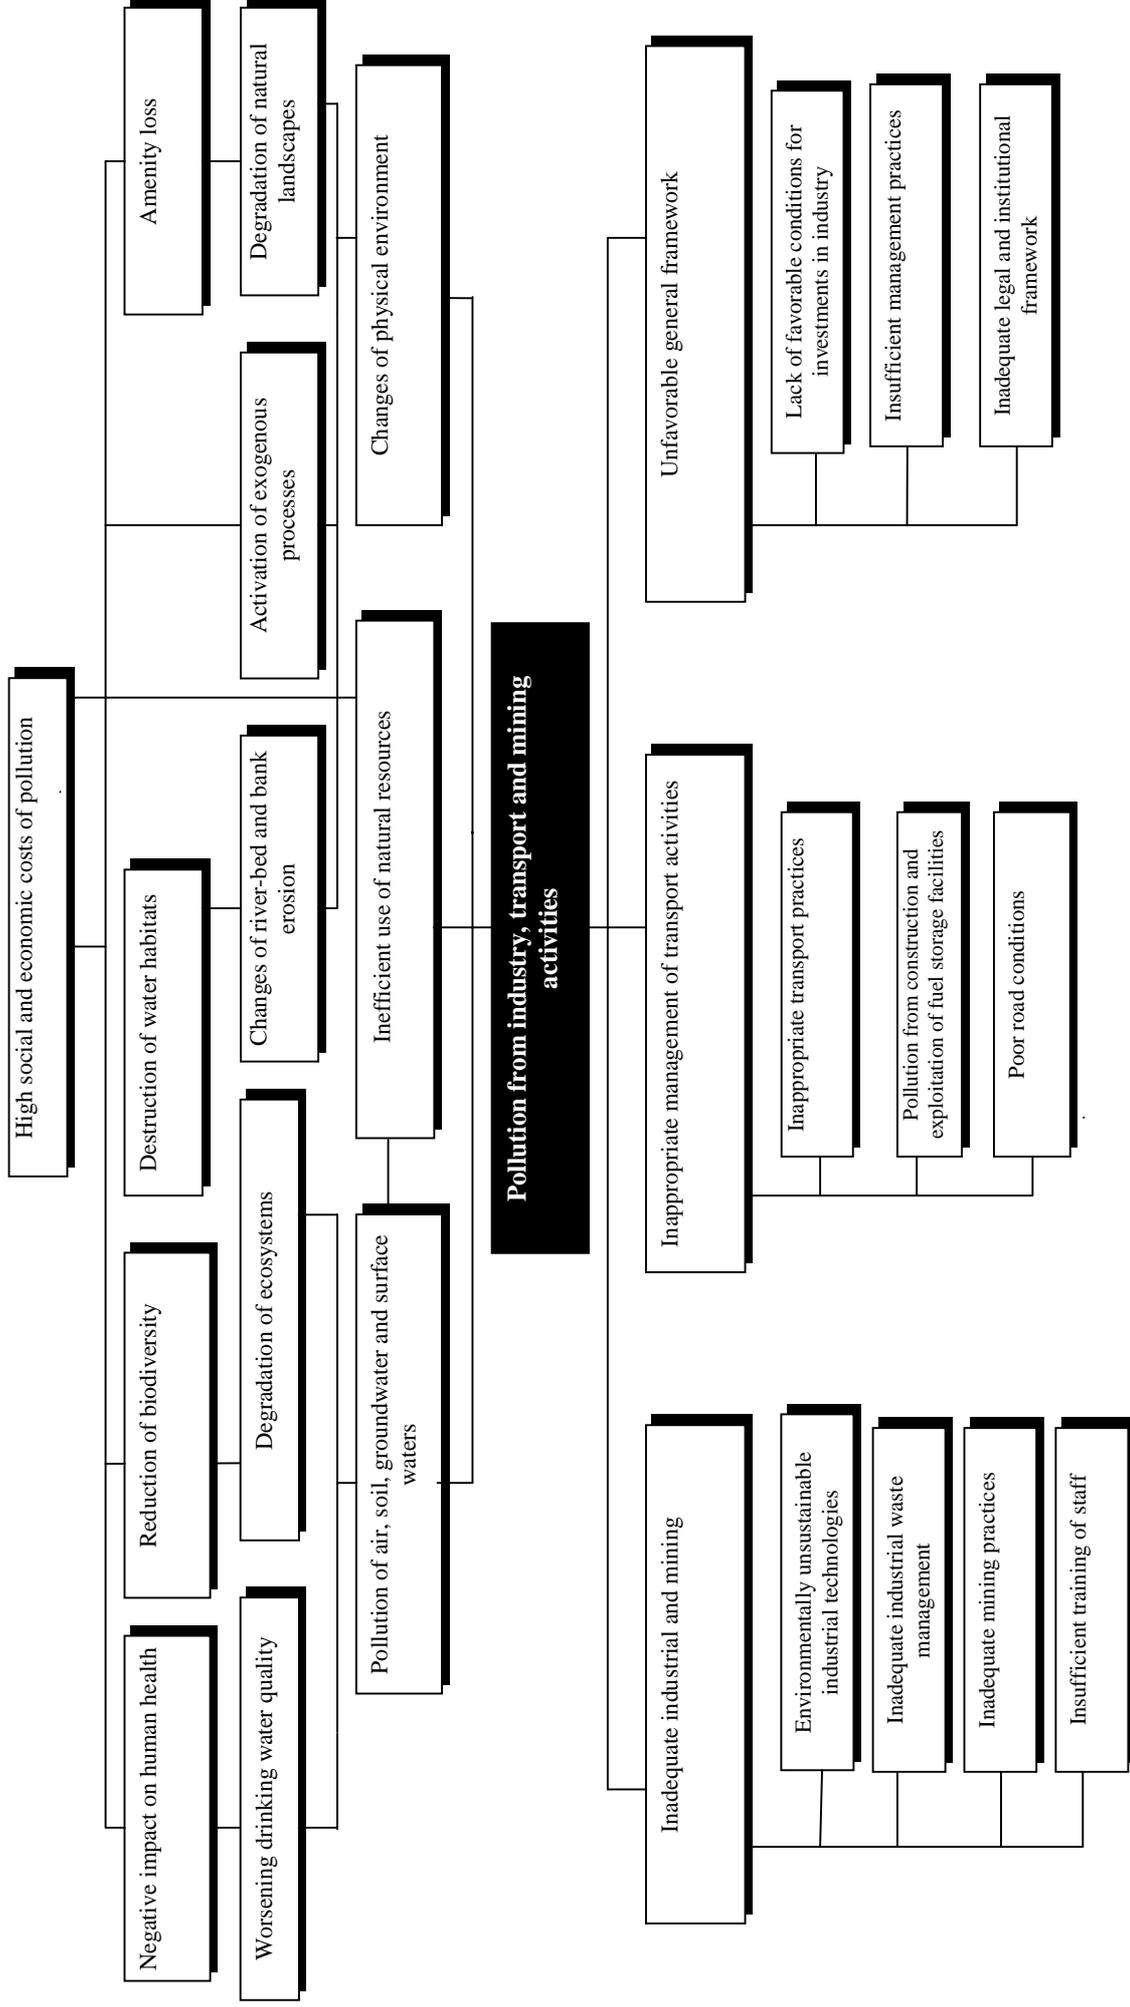 High social and economic costs of pollution
.
Negative impact on human health
Reduction of biodiversity
Destruction of water habitats
Amenity loss
Worsening drinking water quality
Degradation of ecosystems
Changes of river-bed and bank
erosion
Activation of exogenous
processes
Degradation of natural
landscapes
Pollution of air, soil, groundwater and surface
waters
Inefficient use of natural resources
Changes of physical environment
Pollution from industry, transport and mining
activities
Inadequate industrial and mining
Inappropriate management of transport activities
Unfavorable general framework
Environmentally unsustainable
industrial technologies
Inadequate industrial waste
management
Inadequate mining practices
Insufficient training of staff
Inappropriate transport practices
Pollution from construction and
exploitation of fuel storage facilities
Poor road conditions
.
Lack of favorable conditions for
investments in industry
Insufficient management practices
Inadequate legal and institutional
framework